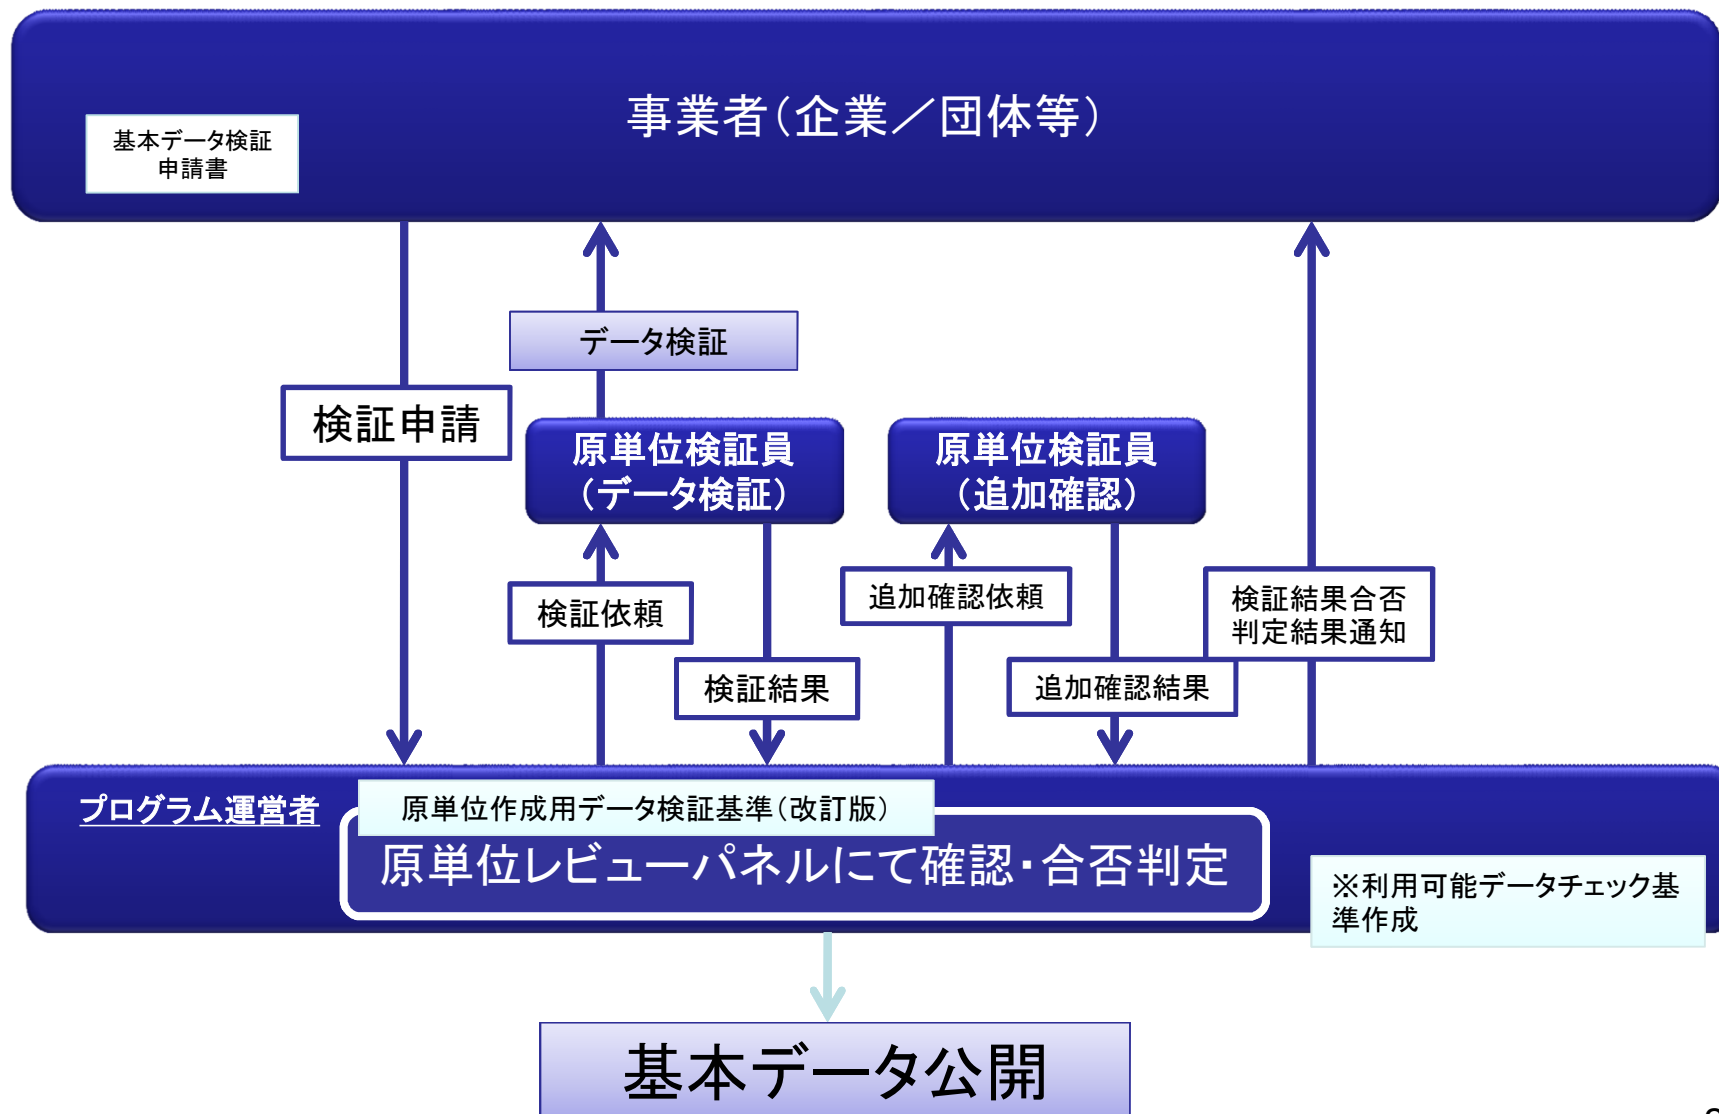 事業者（企業／団体等）
基本データ検証
申請書
データ検証
検証申請
原単位検証員
（データ検証）
原単位検証員
（追加確認）
検証依頼
追加確認依頼
検証結果合否
判定結果通知
検証結果
追加確認結果
プログラム運営者
原単位作成用データ検証基準（改訂版）
原単位レビューパネルにて確認・合否判定
※利用可能データチェック基
準作成
基本データ公開